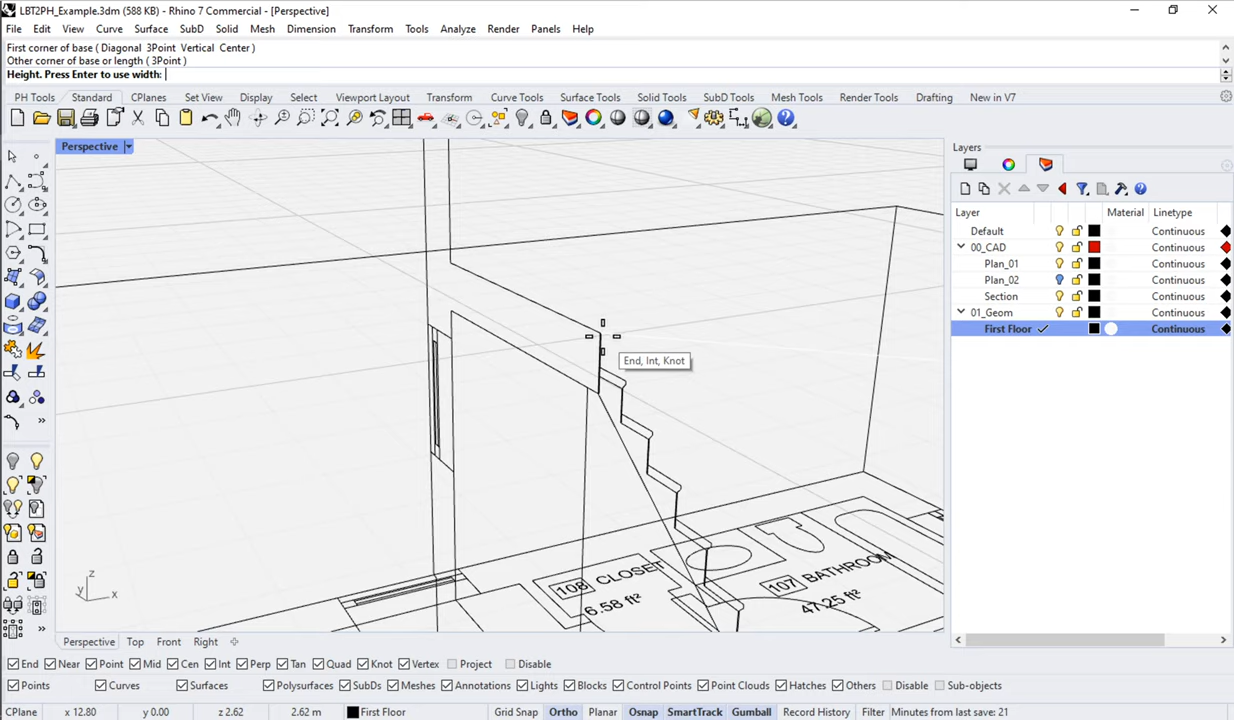 LBT2PH_Example.3dm (588 KB) - Rhino 7 Commercial - [Perspective]
File Edit View Curve Surface SubD Solid Mesh Dimension Transform Tools Analyze Render Panels Help
First corner of base ( Diagonal 3Point Vertical Center )
Other corner of base or length ( 3Point )
Height. Press Enter to use width:
PH Tools Standard CPlanes Set View Display Select Viewport Layout Transform Curve Tools Surface Tools Solid Tools SubD Tools Mesh Tools Render Tools Drafting New in V7
Perspective
Layers
Layer Material Linetype
Default Continuous
00_CAD Continuous
Plan_01 Continuous
Plan_02 Continuous
Section Continuous
01_Geom Continuous
First Floor Continuous
End, Int, Knot
108 CLOSET
6.58 ft²
107 BATHROOM
47.25 ft²
z
y x
Perspective Top Front Right
End Near Point Mid Cen Int Perp Tan Quad Knot Vertex Project Disable
Points Curves Surfaces Polysurfaces SubDs Meshes Annotations Lights Blocks Control Points Point Clouds Hatches Others Disable Sub-objects
CPlane x 12.80 y 0.00 z 2.62 2.62 m First Floor Grid Snap Ortho Planar Osnap SmartTrack Gumball Record History Filter Minutes from last save: 21